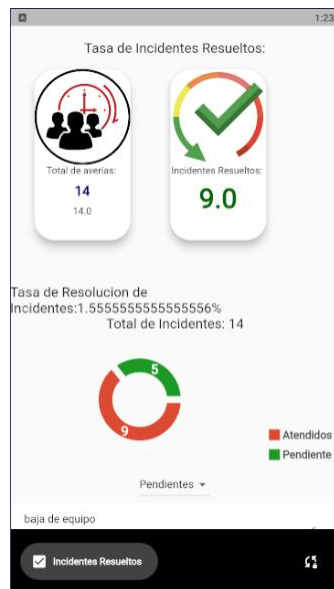 1:23
Tasa de Incidentes Resueltos:
Total de averias:
14
14.0
Incidentes Resueltos:
9.0
Tasa de Resolucion de
Incidentes:1.5555555555555556%
Total de Incidentes: 14
5
9
Atendidos
Pendiente
Pendientes
baja de equipo
Incidentes Resueltos